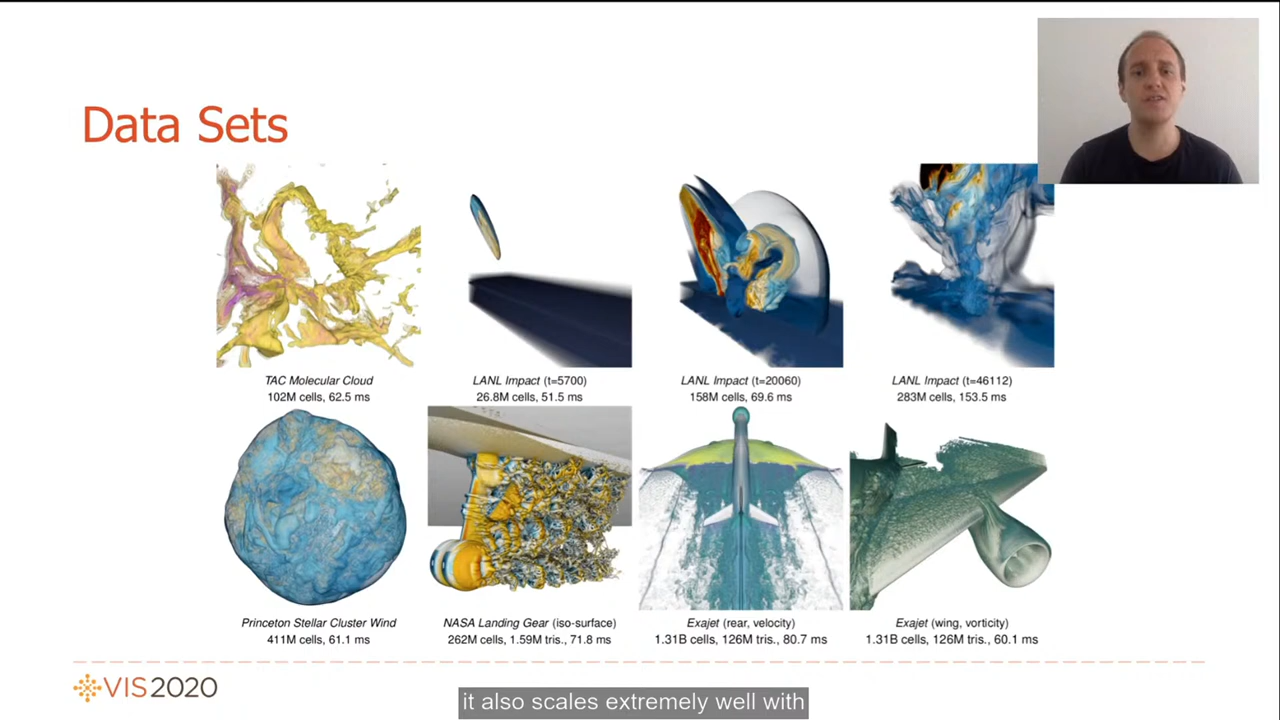 Data Sets
TAC Molecular Cloud
102M cells, 62.5 ms
LANL Impact (t=5700)
26.8M cells, 51.5 ms
LANL Impact (t=20060)
158M cells, 69.6 ms
LANL Impact (t=46112)
283M cells, 153.5 ms
Princeton Stellar Cluster Wind
411M cells, 61.1 ms
NASA Landing Gear (iso-surface)
262M cells, 1.59M tris., 71.8 ms
Exajet (rear, velocity)
1.31B cells, 126M tris., 80.7 ms
Exajet (wing, vorticity)
1.31B cells, 126M tris., 60.1 ms
VIS2020
it also scales extremely well with